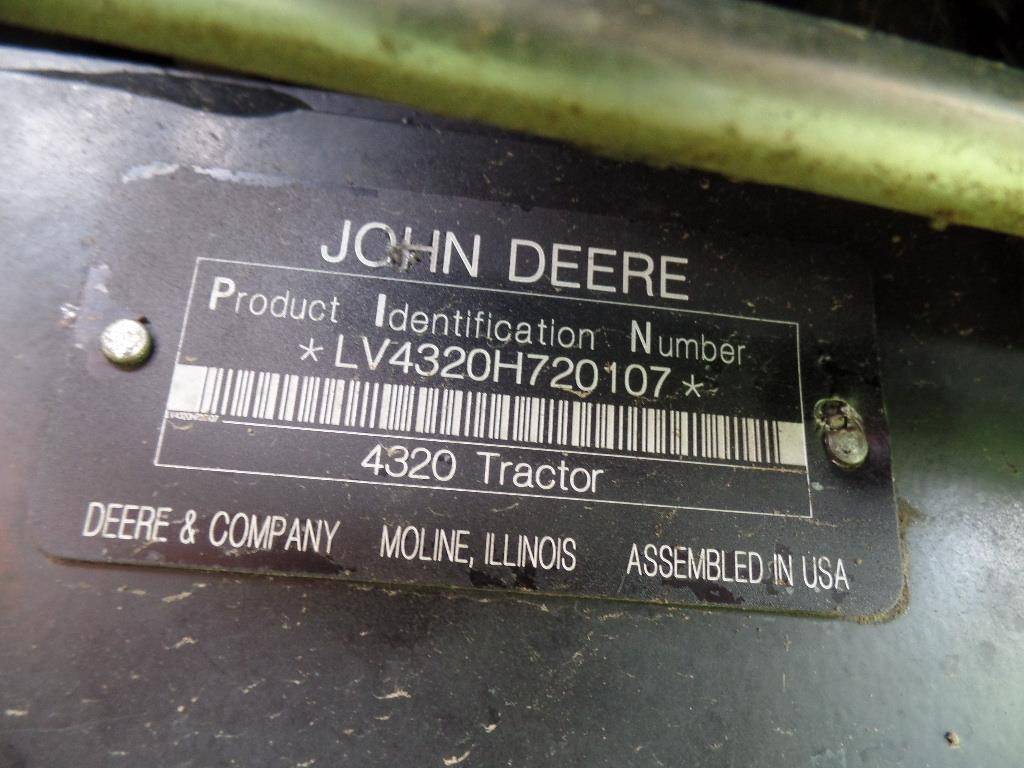 JOHN DEERE
Product Identification Number
*LV4320H720107*
4320 Tractor
DEERE & COMPANY MOLINE, ILLINOIS ASSEMBLED IN USA